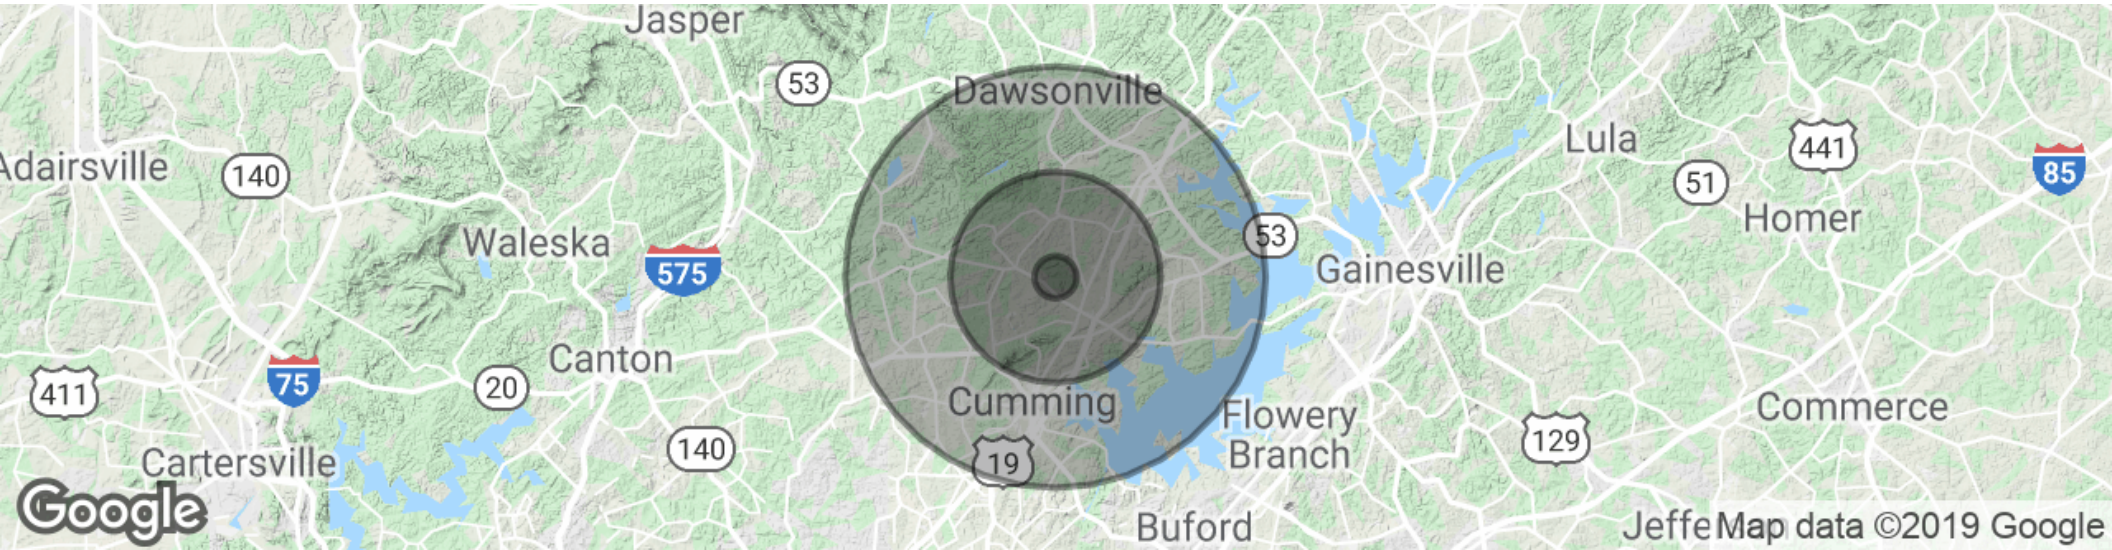 Jasper
53
Dawsonville
Lula
441
85
Adairsville
140
51
Homer
Waleska
53
575
Gainesville
Canton
75
20
411
Cumming
Flowery
Branch
Commerce
129
140
19
Cartersville
Google
Buford
Jeffe
Map data ©2019 Google